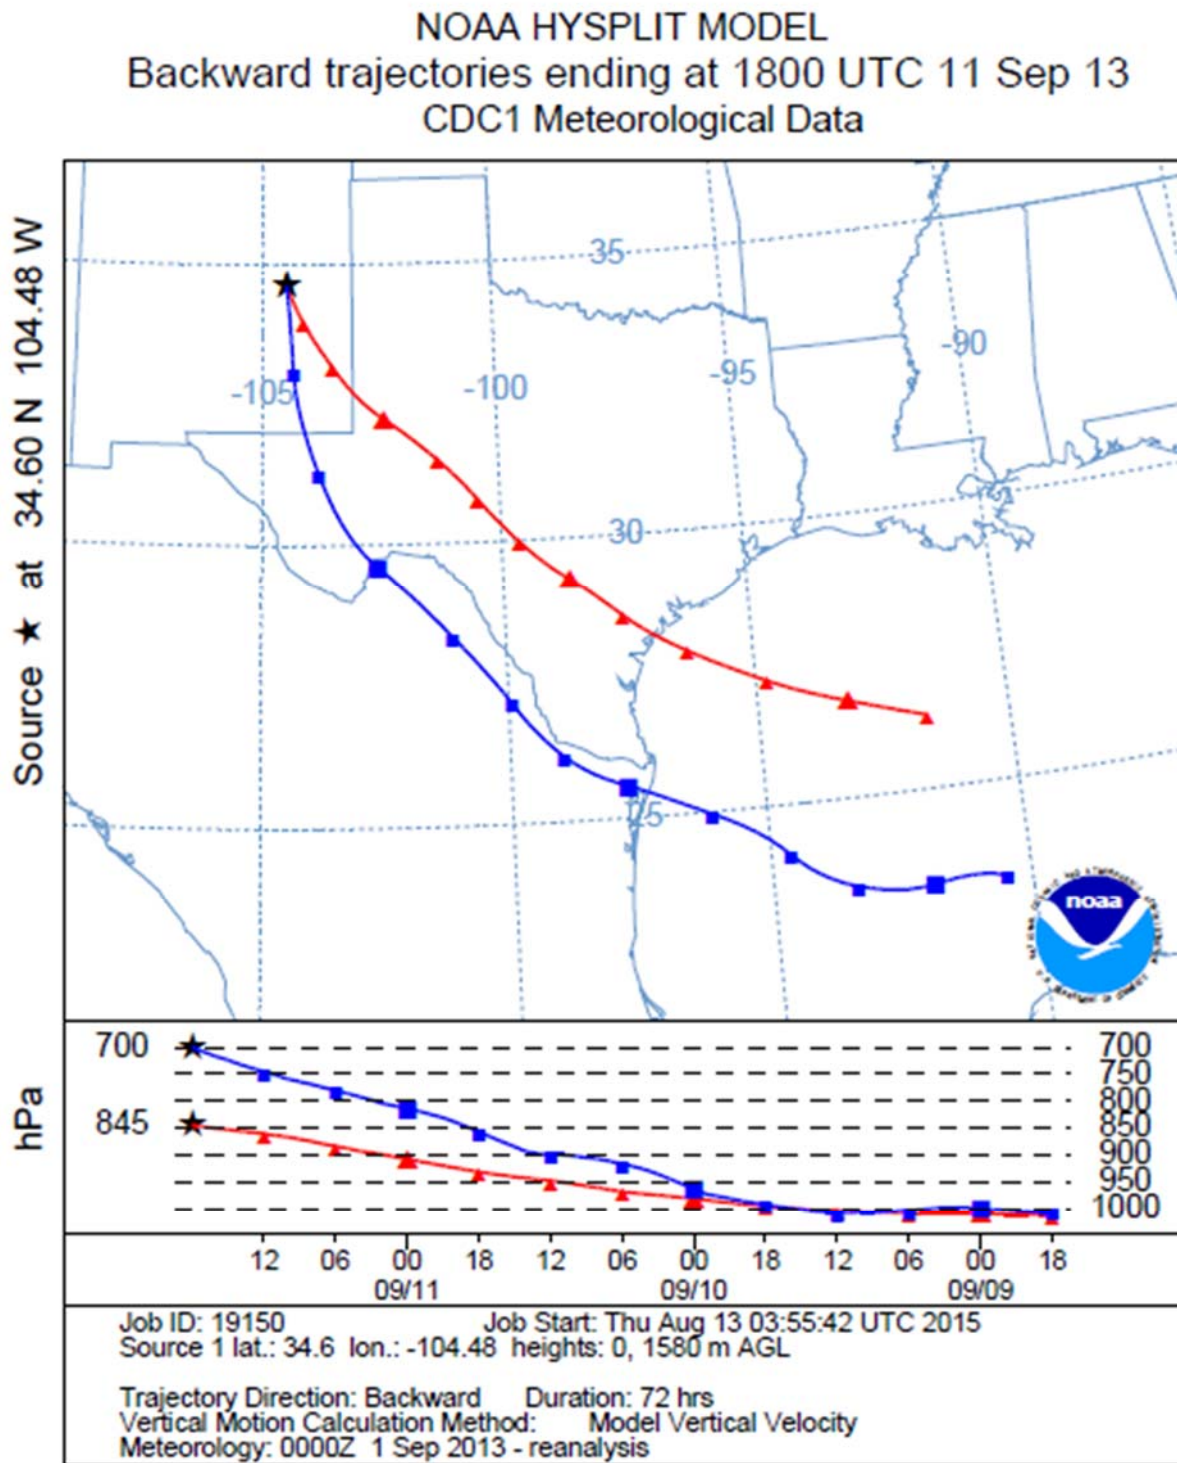 NOAA HYSPLIT MODEL
Backward trajectories ending at 1800 UTC 11 Sep 13
CDC1 Meteorological Data
Source ★ at 34.60 N 104.48 W
35
-105
-100
-95
-90
30
25
noaa
hPa
700
845
700
750
800
850
900
950
1000
12 06 00 18 12 06 00 18 12 06 00 18
09/11 09/10 09/09
Job ID: 19150 Job Start: Thu Aug 13 03:55:42 UTC 2015
Source 1 lat.: 34.6 lon.: -104.48 heights: 0, 1580 m AGL
Trajectory Direction: Backward Duration: 72 hrs
Vertical Motion Calculation Method: Model Vertical Velocity
Meteorology: 0000Z 1 Sep 2013 - reanalysis